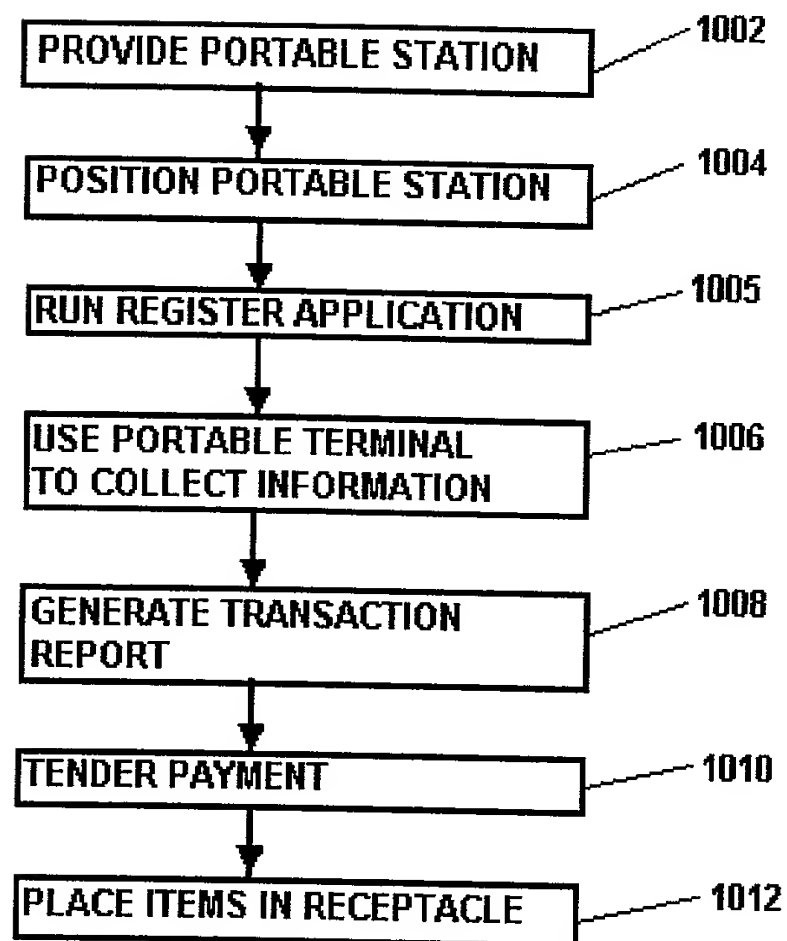 PROVIDE PORTABLE STATION 1002
POSITION PORTABLE STATION 1004
RUN REGISTER APPLICATION 1005
USE PORTABLE TERMINAL 1006
TO COLLECT INFORMATION
GENERATE TRANSACTION 1008
REPORT
TENDER PAYMENT 1010
PLACE ITEMS IN RECEPTACLE 1012